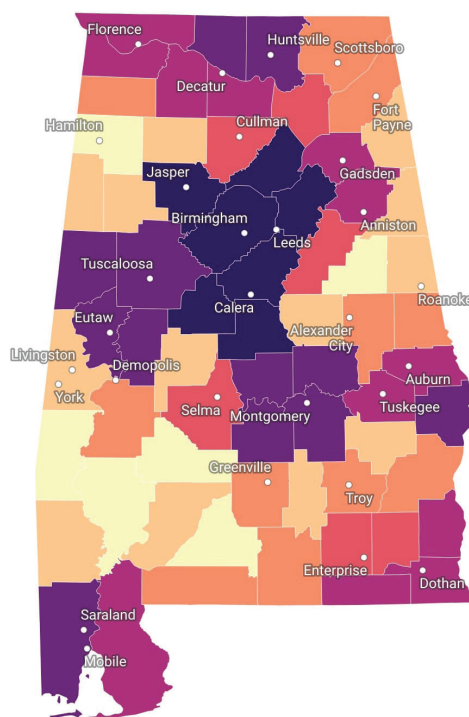 Florence
Huntsville
Scottsboro
Decatur
Fort
Payne
Cullman
Hamilton
Jasper
Gadsden
Birmingham
Anniston
Leeds
Tuscaloosa
Roanoke
Calera
Eutaw
Alexander
City
Livingston
Demopolis
Auburn
York
Selma
Montgomery
Tuskegee
Greenville
Troy
Enterprise
Dothan
Saraland
Mobile